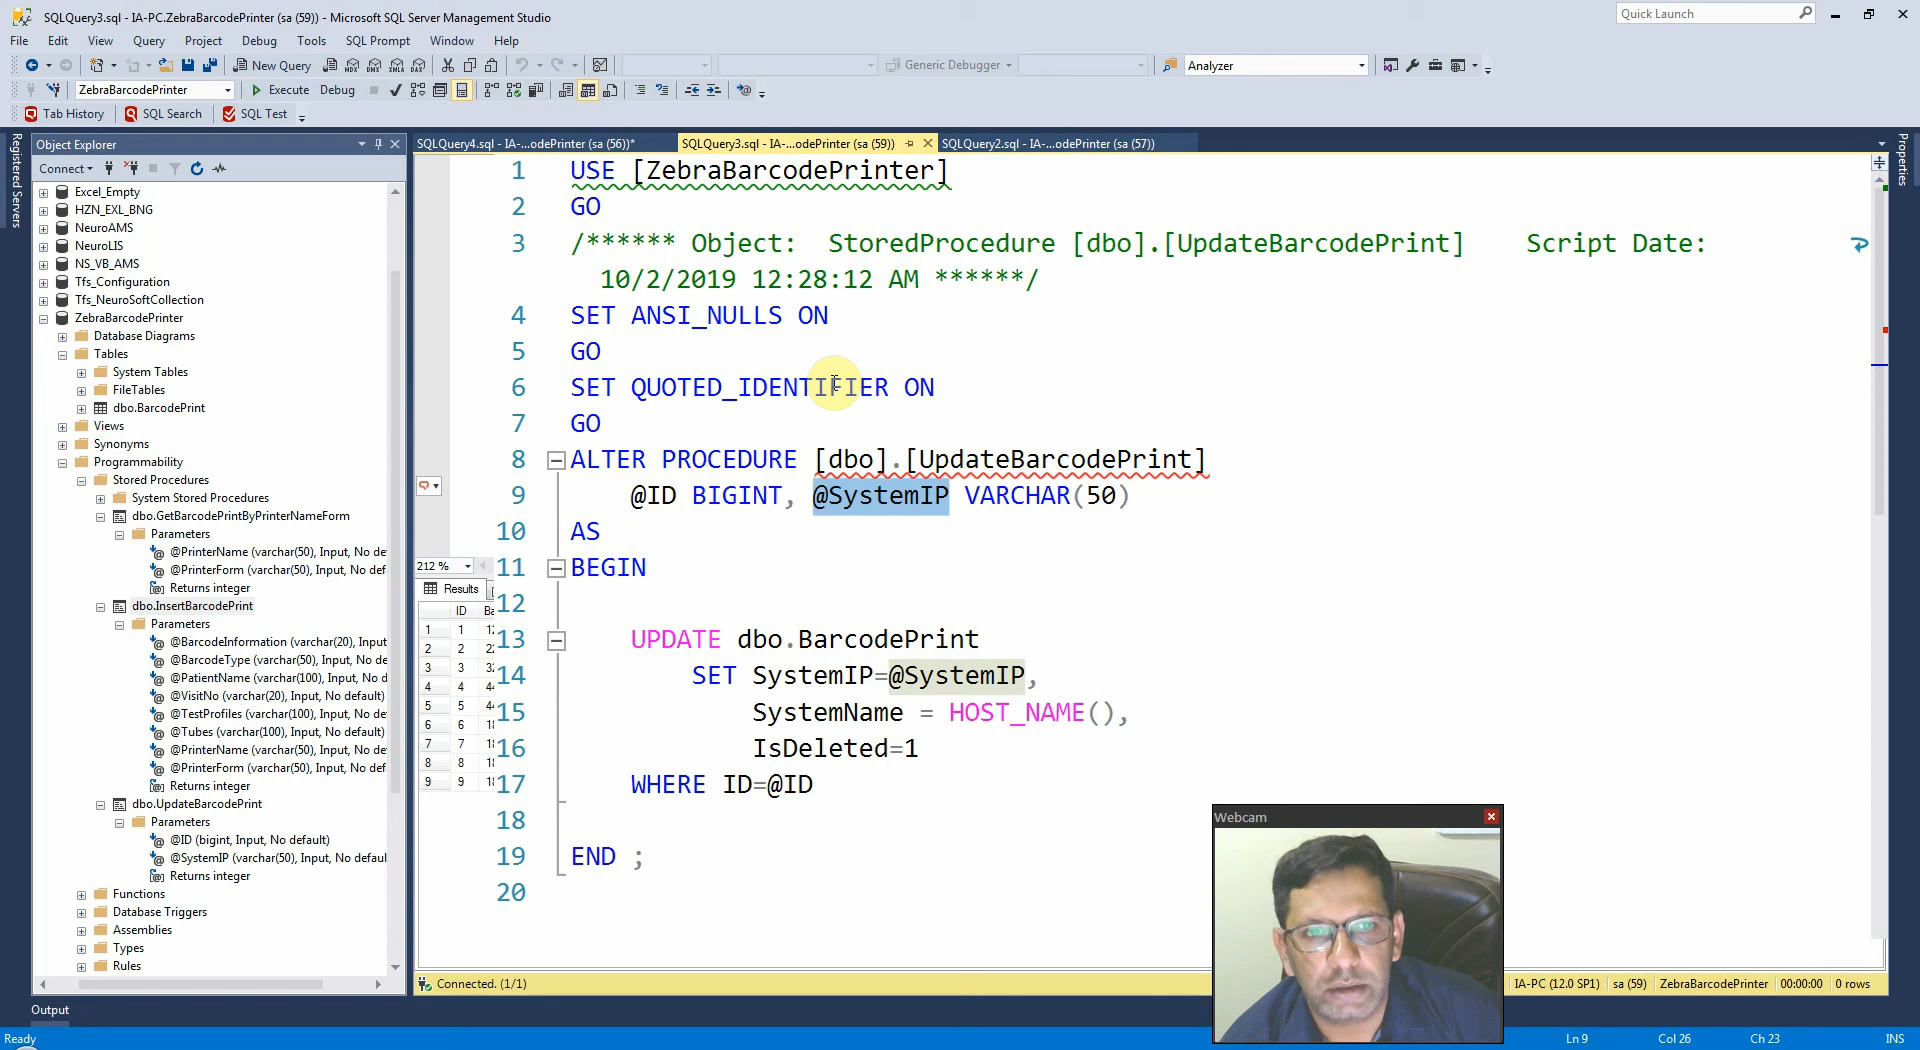 SQLQuery3.sql - IA-PC.ZebraBarcodePrinter (sa (59)) - Microsoft SQL Server Management Studio
Quick Launch
File Edit View Query Project Debug Tools SQL Prompt Window Help
New Query
Generic Debugger
Analyzer
ZebraBarcodePrinter
Execute Debug
Tab History SQL Search SQL Test
Registered Servers
Object Explorer
Connect
Excel_Empty
HZN_EXL_BNG
NeuroAMS
NeuroLIS
NS_VB_AMS
Tfs_Configuration
Tfs_NeuroSoftCollection
ZebraBarcodePrinter
Database Diagrams
Tables
System Tables
FileTables
dbo.BarcodePrint
Views
Synonyms
Programmability
Stored Procedures
System Stored Procedures
dbo.GetBarcodePrintByPrinterNameForm
Parameters
@PrinterName (varchar(50), Input, No de
@PrinterForm (varchar(50), Input, No def
Returns integer
dbo.InsertBarcodePrint
Parameters
@BarcodeInformation (varchar(20), Input
@BarcodeType (varchar(50), Input, No de
@PatientName (varchar(100), Input, No d
@VisitNo (varchar(20), Input, No default)
@TestProfiles (varchar(100), Input, No de
@Tubes (varchar(100), Input, No default)
@PrinterName (varchar(50), Input, No de
@PrinterForm (varchar(50), Input, No def
Returns integer
dbo.UpdateBarcodePrint
Parameters
@ID (bigint, Input, No default)
@SystemIP (varchar(50), Input, No defaul
Returns integer
Functions
Database Triggers
Assemblies
Types
Rules
SQLQuery4.sql - IA-...odePrinter (sa (56))*
SQLQuery3.sql - IA-...odePrinter (sa (59))
SQLQuery2.sql - IA-...odePrinter (sa (57))
Properties
1 USE [ZebraBarcodePrinter]
2 GO
3 /****** Object:  StoredProcedure [dbo].[UpdateBarcodePrint]    Script Date:
10/2/2019 12:28:12 AM ******/
4 SET ANSI_NULLS ON
5 GO
6 SET QUOTED_IDENTIFIER ON
7 GO
8 ALTER PROCEDURE [dbo].[UpdateBarcodePrint]
9 @ID BIGINT, @SystemIP VARCHAR(50)
10 AS
11 BEGIN
12
13 UPDATE dbo.BarcodePrint
14 SET SystemIP=@SystemIP,
15 SystemName = HOST_NAME(),
16 IsDeleted=1
17 WHERE ID=@ID
18
19 END ;
20
212 %
Results
ID Ba
1 1
2 2
3 3
4 4
5 5
6 6
7 7
8 8
9 9
Webcam
Connected. (1/1)
IA-PC (12.0 SP1) sa (59) ZebraBarcodePrinter 00:00:00 0 rows
Output
Ready
Ln 9 Col 26 Ch 23 INS